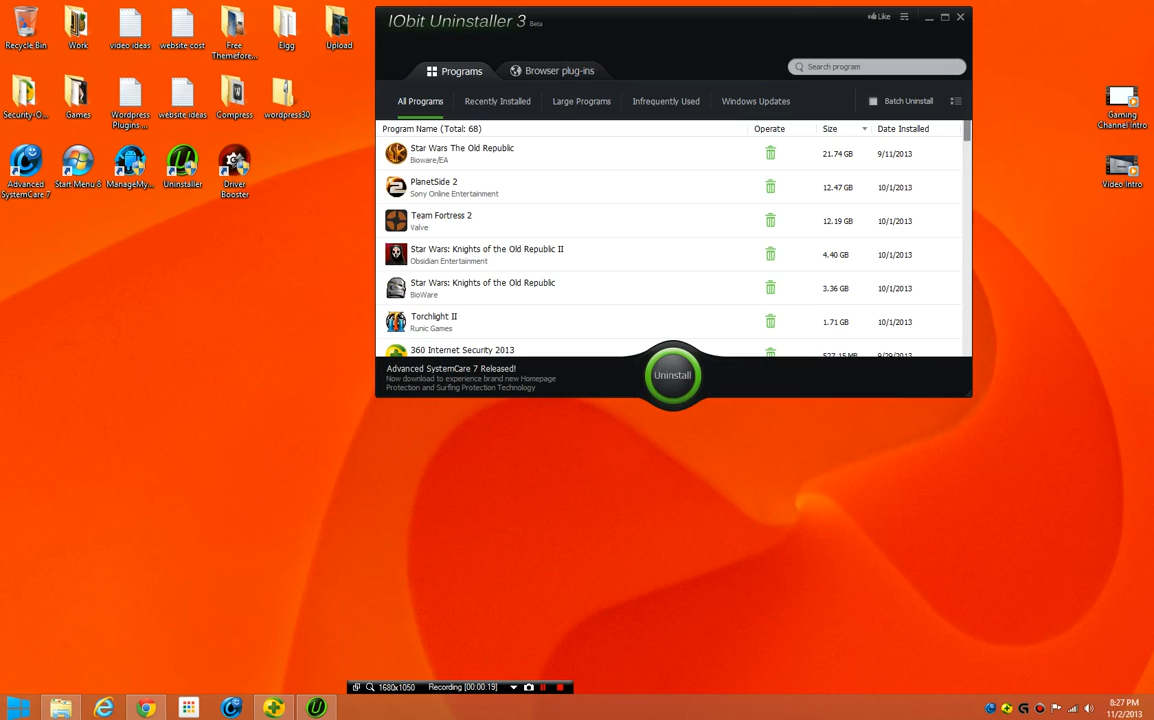 IObit Uninstaller 3 Beta
Like
Programs
Browser plug-ins
Search program
All Programs
Recently Installed
Large Programs
Infrequently Used
Windows Updates
Batch Uninstall
Program Name (Total: 68)
Operate
Size
Date Installed
Star Wars The Old Republic
Bioware/EA
21.74 GB
9/11/2013
PlanetSide 2
Sony Online Entertainment
12.47 GB
10/1/2013
Team Fortress 2
Valve
12.19 GB
10/1/2013
Star Wars: Knights of the Old Republic II
Obsidian Entertainment
4.40 GB
10/1/2013
Star Wars: Knights of the Old Republic
BioWare
3.36 GB
10/1/2013
Torchlight II
Runic Games
1.71 GB
10/1/2013
360 Internet Security 2013
527.15 MB
9/29/2013
Advanced SystemCare 7 Released!
Now download to experience brand new Homepage
Protection and Surfing Protection Technology
Uninstall
Recycle Bin
Work
video ideas
website cost
Free
Themefore...
Elgg
Upload
Security-O...
Games
Wordpress
Plugins ...
website ideas
Compress
wordpress30
Advanced
SystemCare 7
Start Menu 8
ManageMy...
Uninstaller
Driver
Booster
Gaming
Channel Intro
Video Intro
1680x1050
Recording [00:00:19]
8:27 PM
11/2/2013